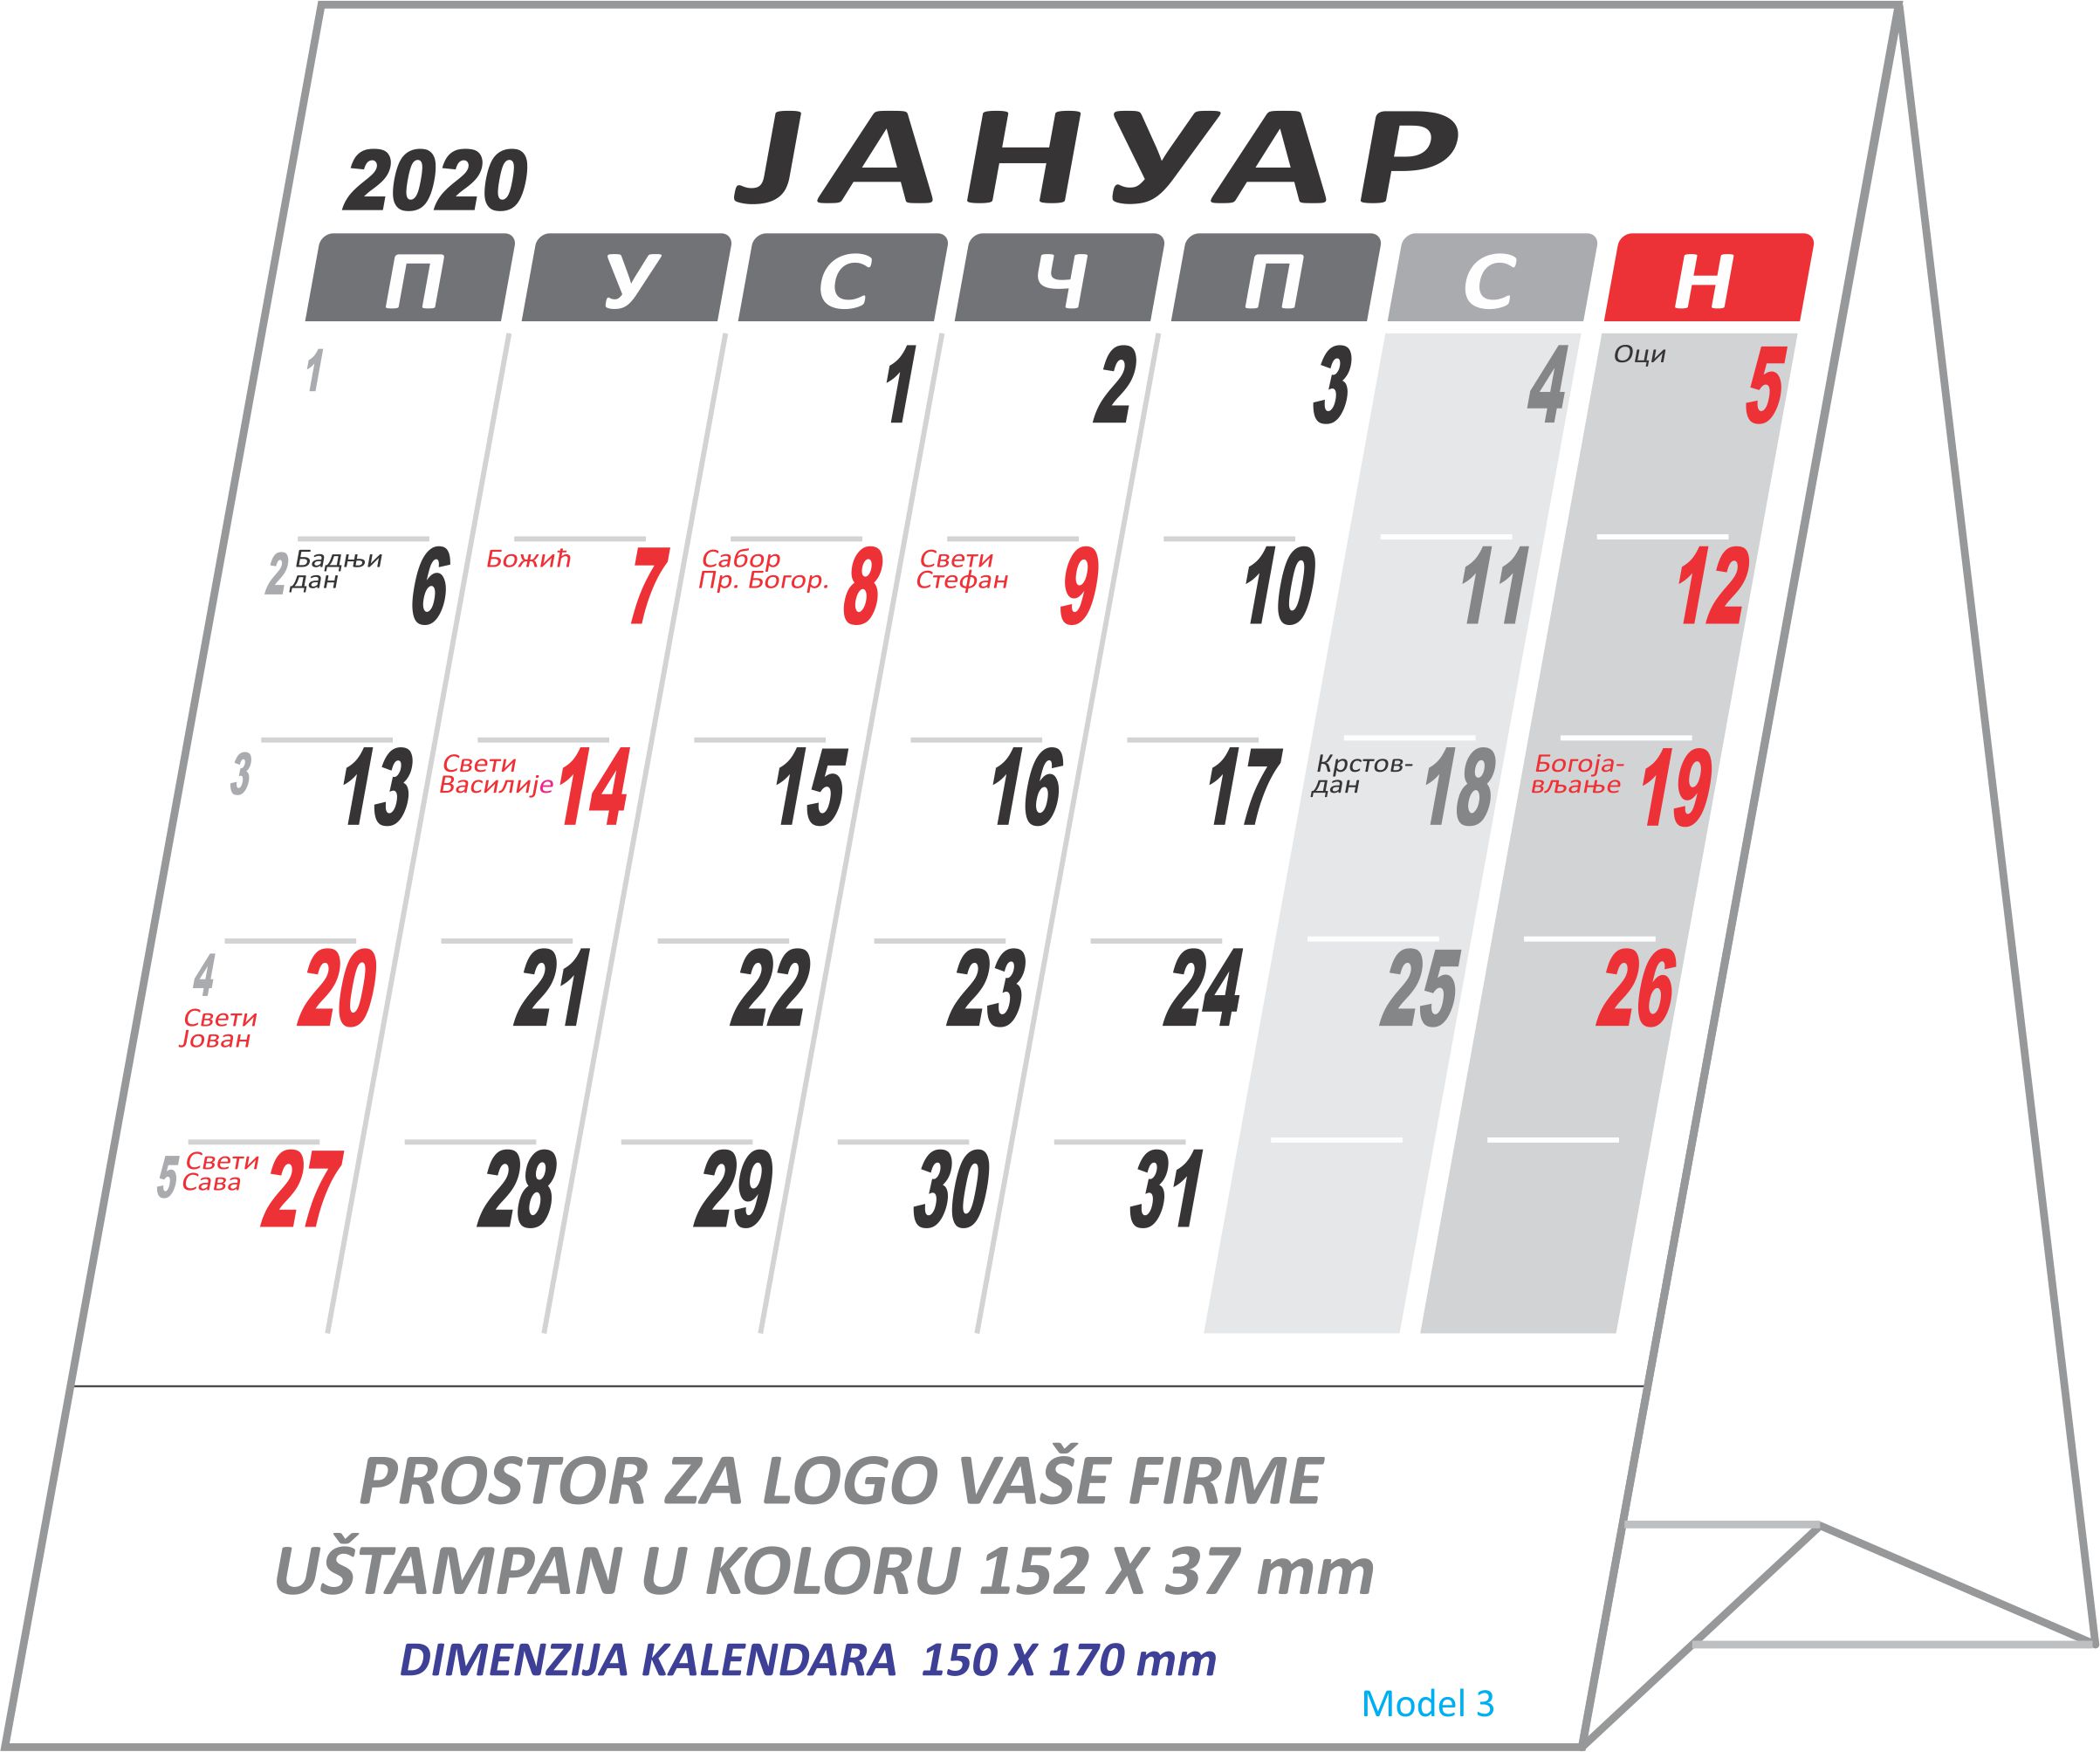 2020 ЈАНУАР
П У С Ч П С Н
1 1 2 3 4 Оци 5
2 Бадњи дан 6 Божић 7 Сабор Пр. Богор. 8 Свети Стефан 9 10 11 12
3 13 Свети Василије 14 15 16 17 Крстов-дан 18 Богоја-вљање 19
4 Свети Јован 20 21 22 23 24 25 26
5 Свети Сава 27 28 29 30 31
PROSTOR ZA LOGO VAŠE FIRME
UŠTAMPAN U KOLORU 152 X 37 mm
DIMENZIJA KALENDARA 150 X 170 mm
Model 3